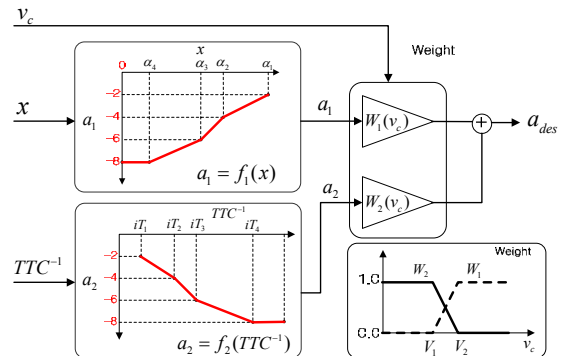 v_c
x
α_4 α_3 α_2 α_1
0
Weight
-2
x
a_1
-4
a_1
W_1(v_c)
+
a_des
-6
-8
a_1 = f_1(x)
a_2
W_2(v_c)
TTC^{-1}
iT_1 iT_2 iT_3 iT_4
TTC^{-1}
-2
a_2
-4
-6
-8
a_2 = f_2(TTC^{-1})
Weight
W_2 W_1
1.0
0.0
V_1 V_2 v_c